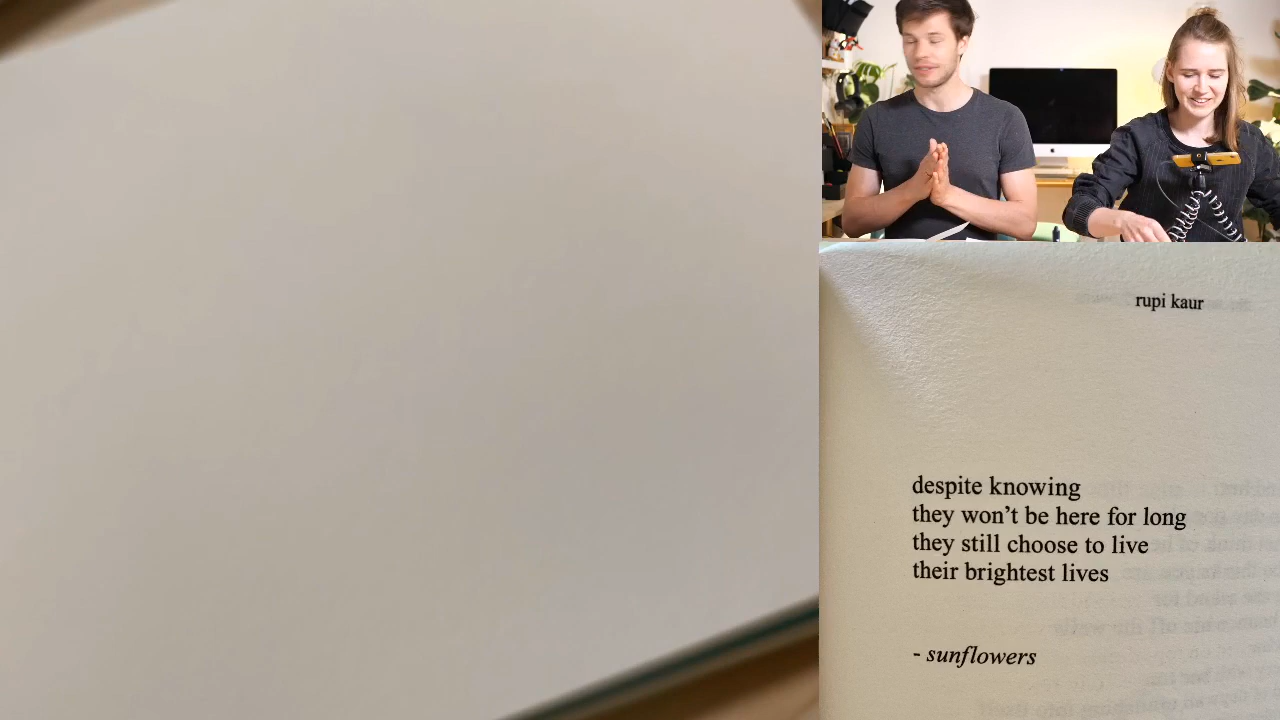 rupi kaur
despite knowing
they won't be here for long
they still choose to live
their brightest lives
- sunflowers